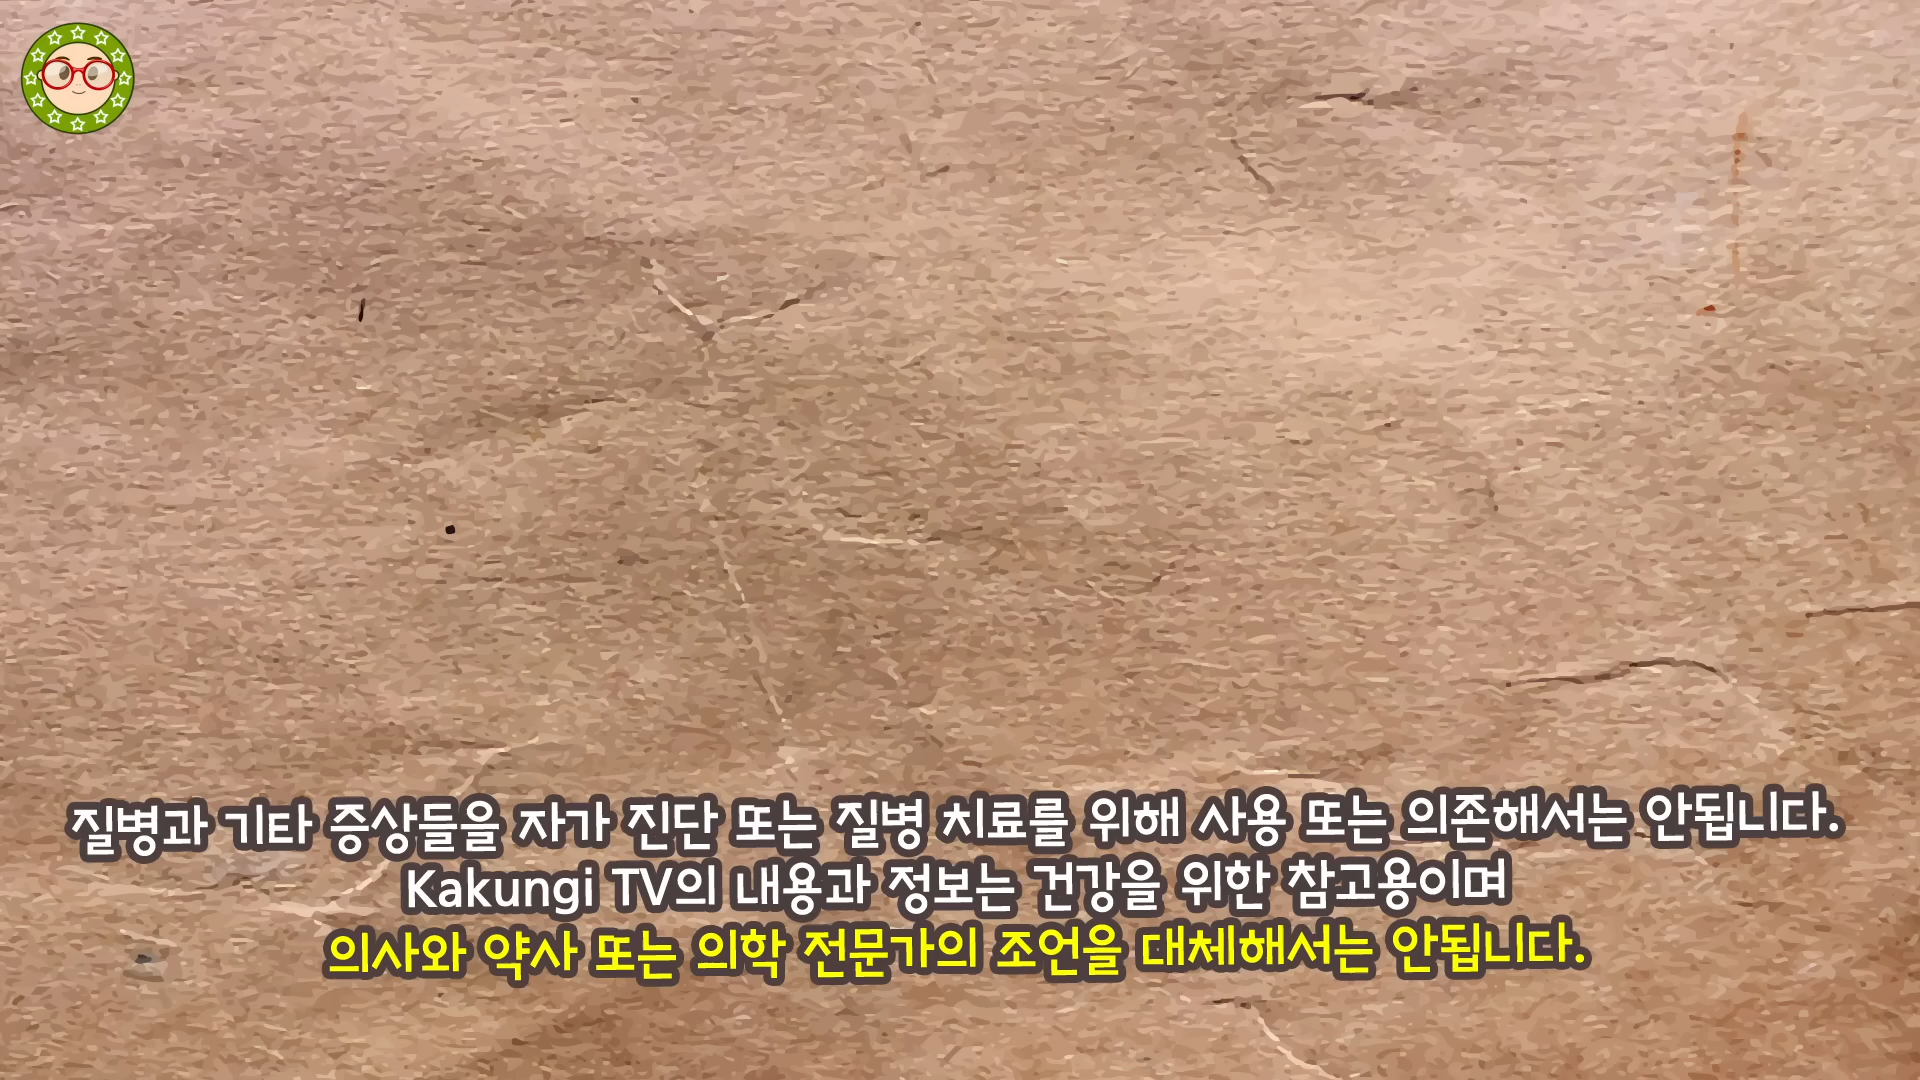 질병과 기타 증상들을 자가 진단 또는 질병 치료를 위해 사용 또는 의존해서는 안됩니다.
Kakungi TV의 내용과 정보는 건강을 위한 참고용이며
의사와 약사 또는 의학 전문가의 조언을 대체해서는 안됩니다.